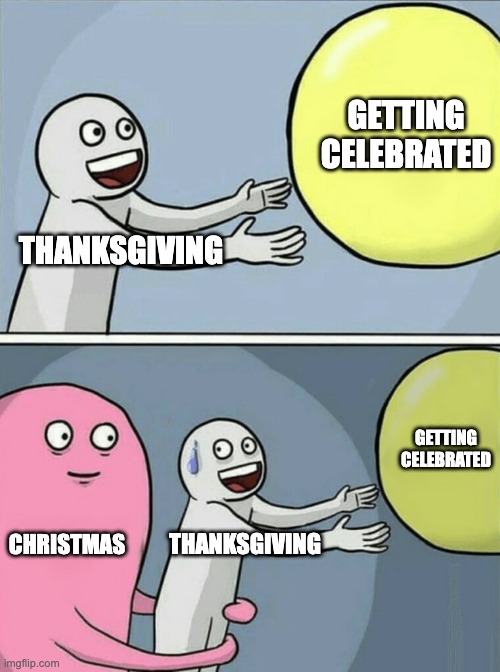 GETTING
CELEBRATED
THANKSGIVING
GETTING
CELEBRATED
CHRISTMAS
THANKSGIVING
imgflip.com